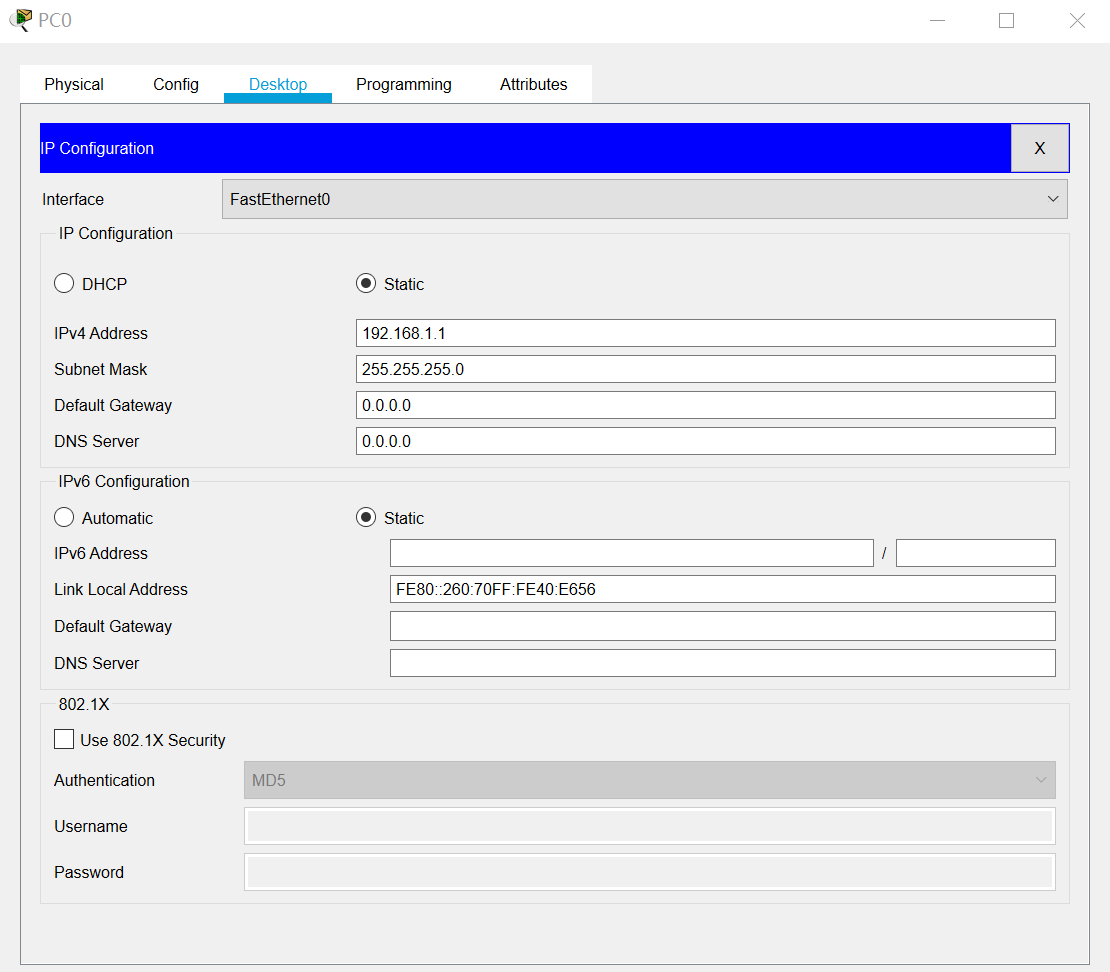 PC0
Physical Config Desktop Programming Attributes
IP Configuration X
Interface FastEthernet0
IP Configuration
DHCP Static
IPv4 Address 192.168.1.1
Subnet Mask 255.255.255.0
Default Gateway 0.0.0.0
DNS Server 0.0.0.0
IPv6 Configuration
Automatic Static
IPv6 Address /
Link Local Address FE80::260:70FF:FE40:E656
Default Gateway
DNS Server
802.1X
Use 802.1X Security
Authentication MD5
Username
Password